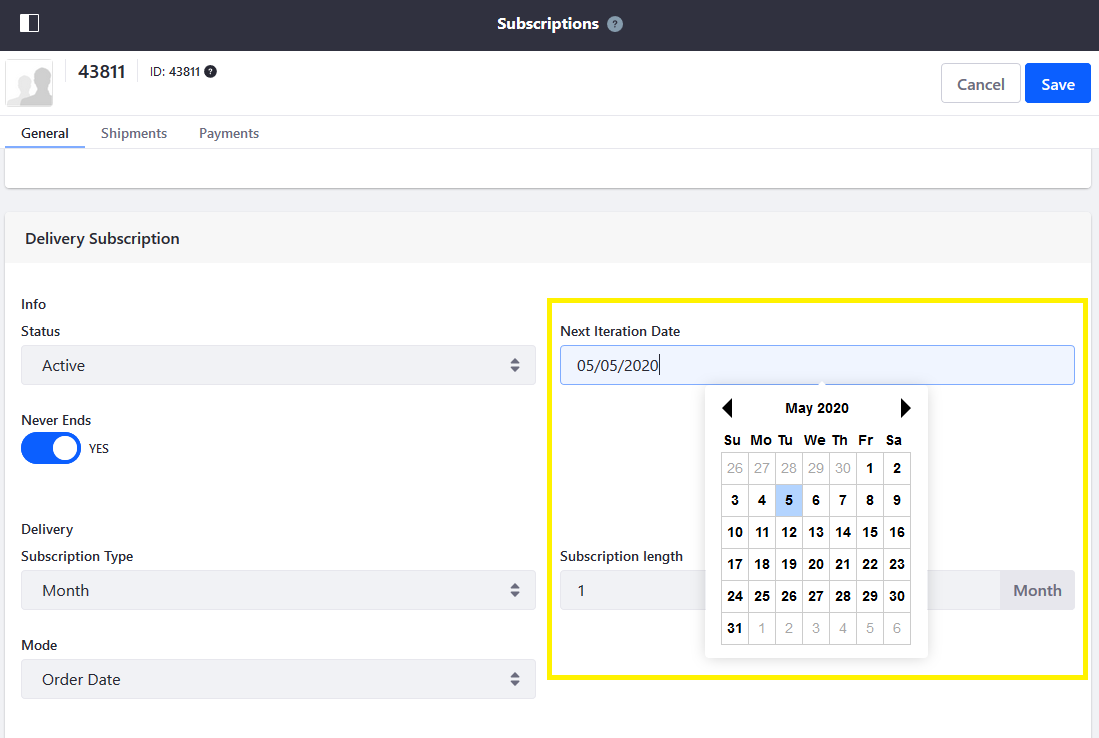 Subscriptions ?
43811 ID: 43811 ?
Cancel Save
General Shipments Payments
Delivery Subscription
Info
Status
Active
Never Ends
YES
Next Iteration Date
05/05/2020
May 2020
Su Mo Tu We Th Fr Sa
26 27 28 29 30 1 2
3 4 5 6 7 8 9
10 11 12 13 14 15 16
17 18 19 20 21 22 23
24 25 26 27 28 29 30
31 1 2 3 4 5 6
Delivery
Subscription Type
Month
Subscription length
1 Month
Mode
Order Date